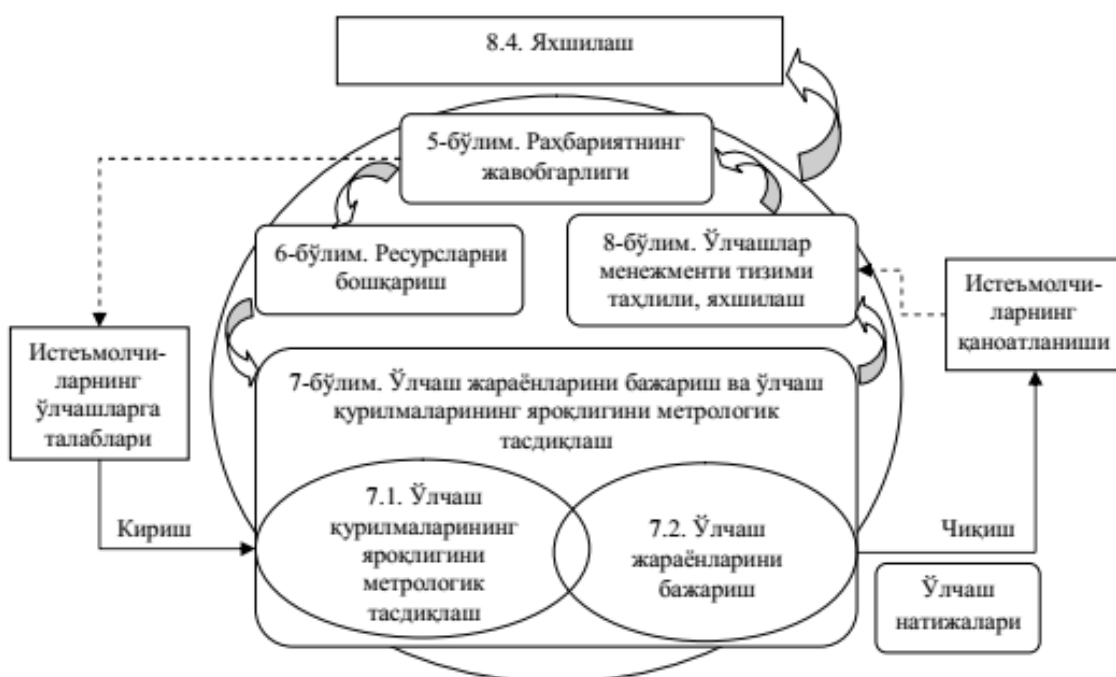 8.4. Яхшилаш
5-бўлим. Раҳбариятнинг
жавобгарлиги
6-бўлим. Ресурсларни
бошқариш
8-бўлим. Ўлчашлар
менежменти тизими
таҳлили, яхшилаш
Истеъмолчи-
ларнинг
ўлчашларга
талаблари
Истеъмолчи-
ларнинг
қаноатланиши
7-бўлим. Ўлчаш жараёнларини бажариш ва ўлчаш
қурилмаларининг яроқлигини метрологик
тасдиқлаш
Кириш
7.1. Ўлчаш
қурилмаларининг
яроқлигини
метрологик
тасдиқлаш
7.2. Ўлчаш
жараёнларини
бажариш
Чиқиш
Ўлчаш
натижалари